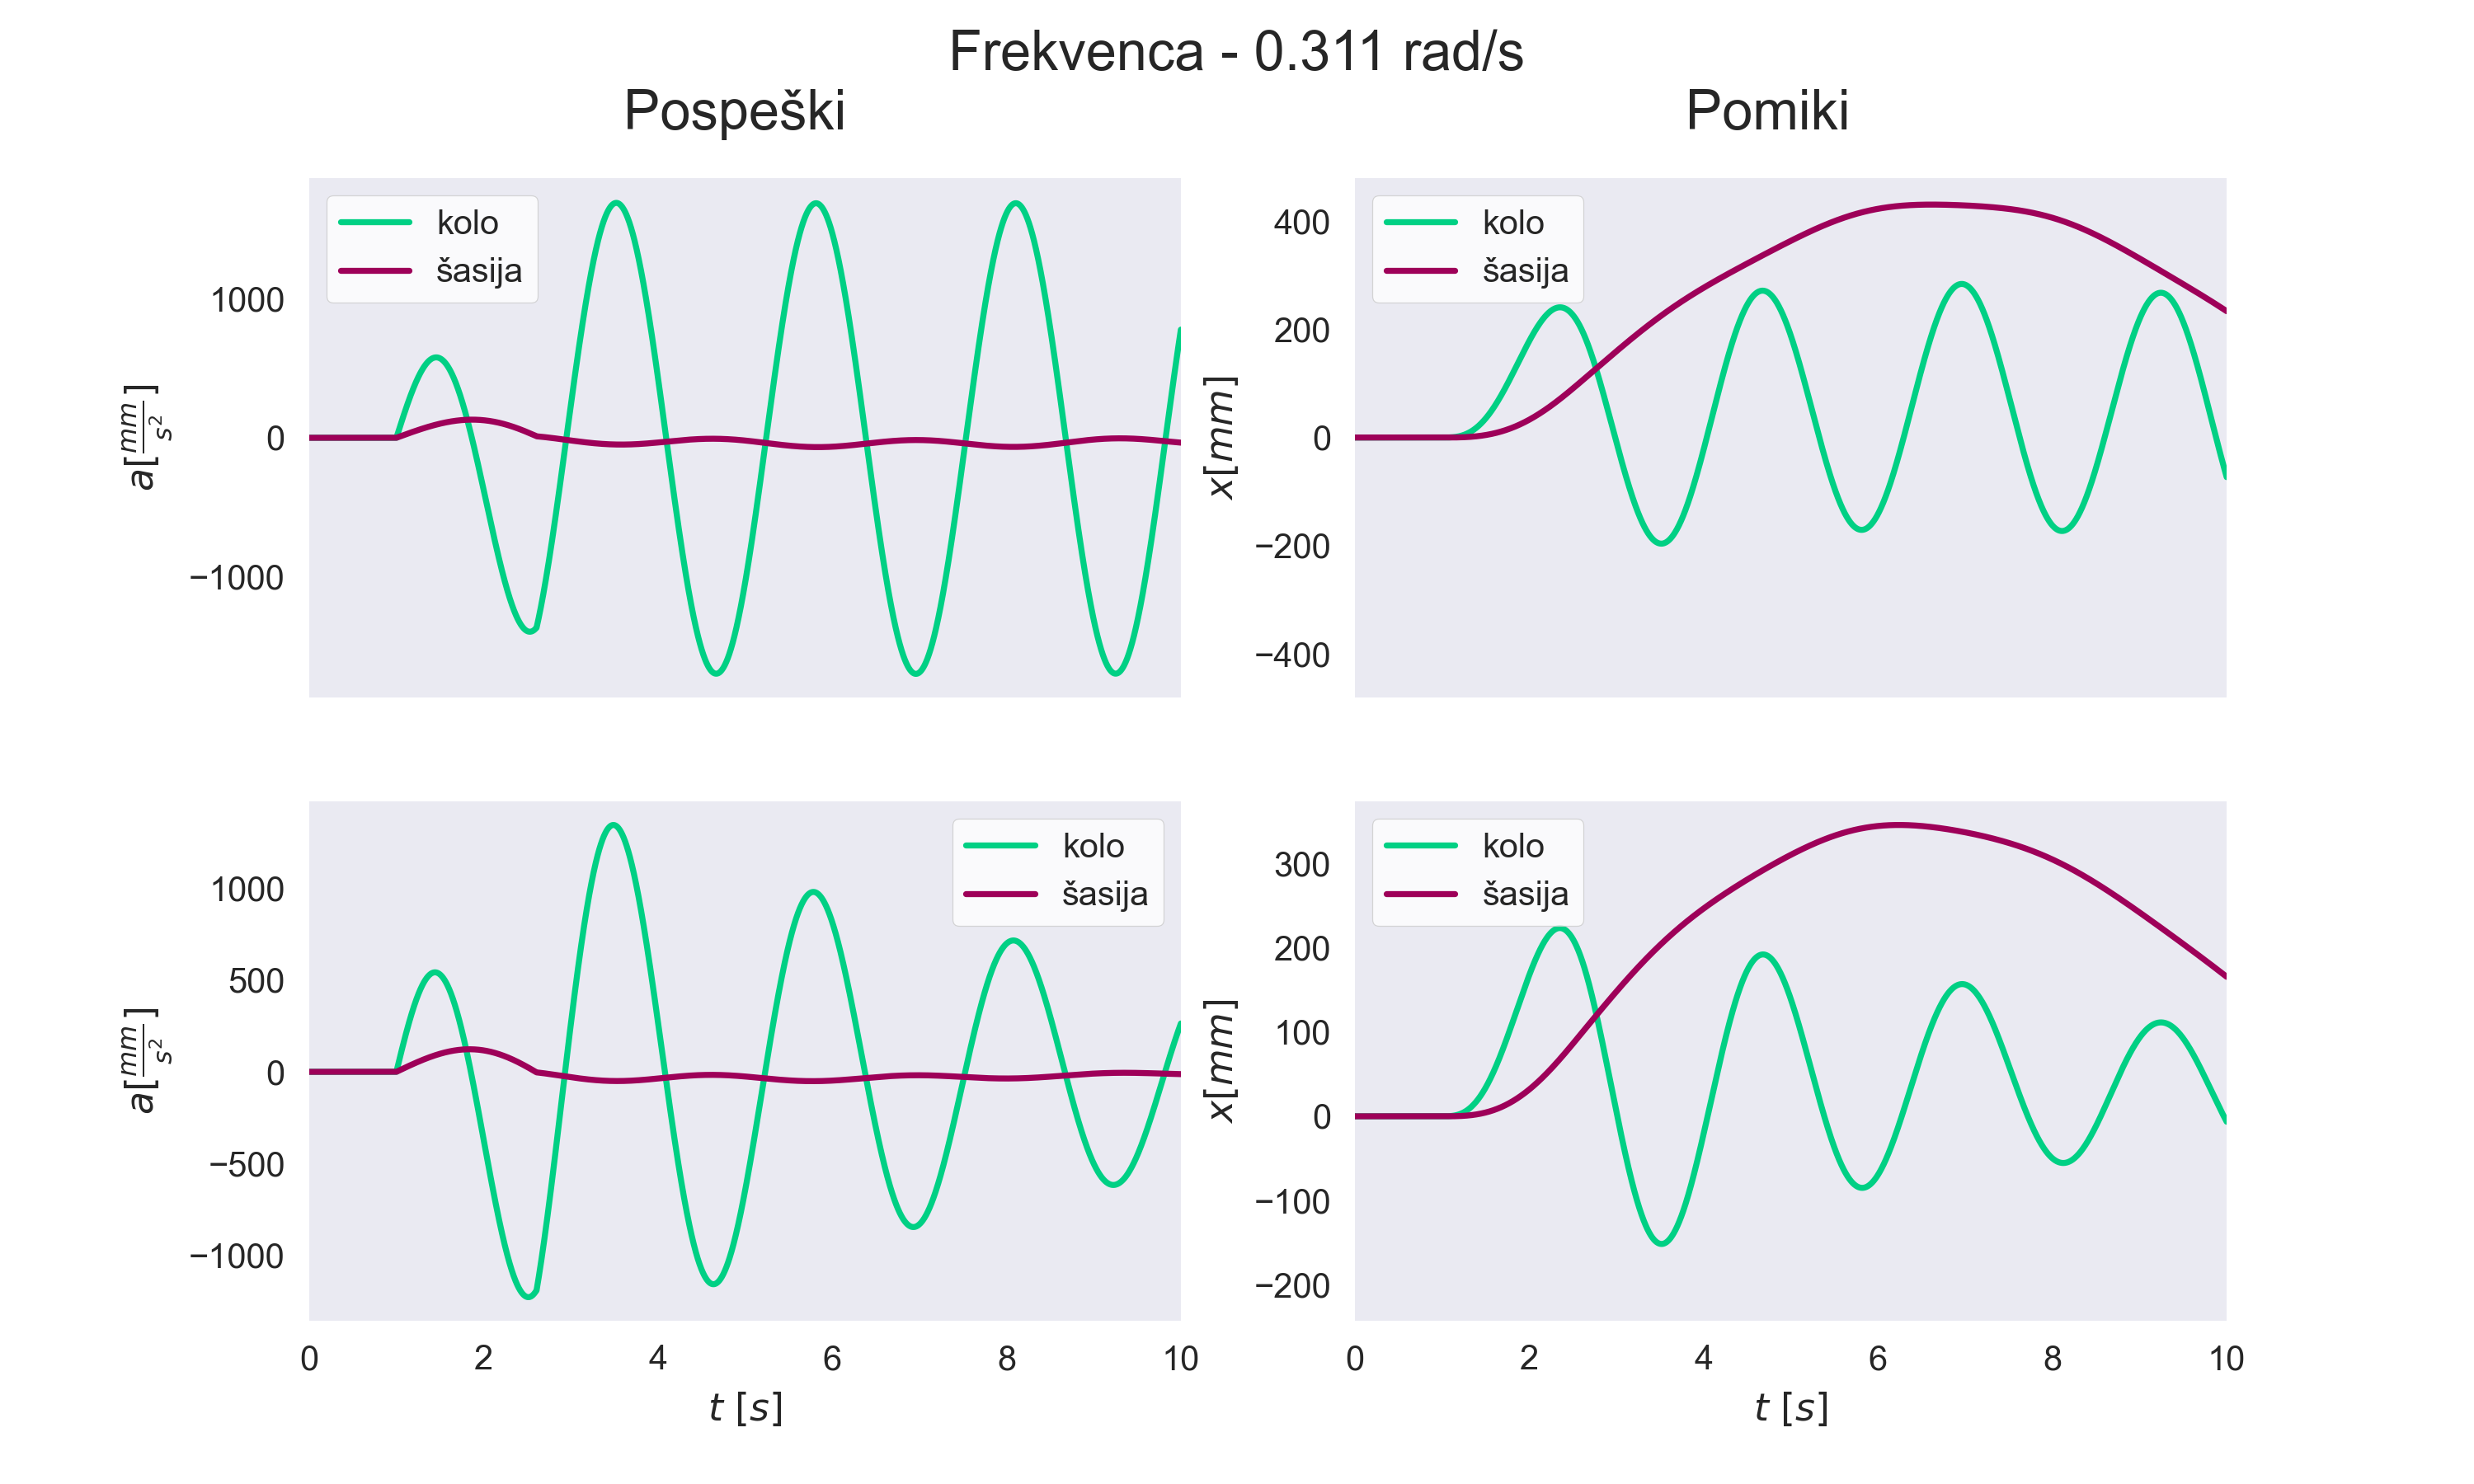 Frekvenca - 0.311 rad/s
Pospeški
Pomiki
kolo
šasija
1000
0
−1000
a[mm/s²]
kolo
šasija
400
200
0
−200
−400
x[mm]
kolo
šasija
1000
500
0
−500
−1000
a[mm/s²]
0 2 4 6 8 10
t [s]
kolo
šasija
300
200
100
0
−100
−200
x[mm]
0 2 4 6 8 10
t [s]